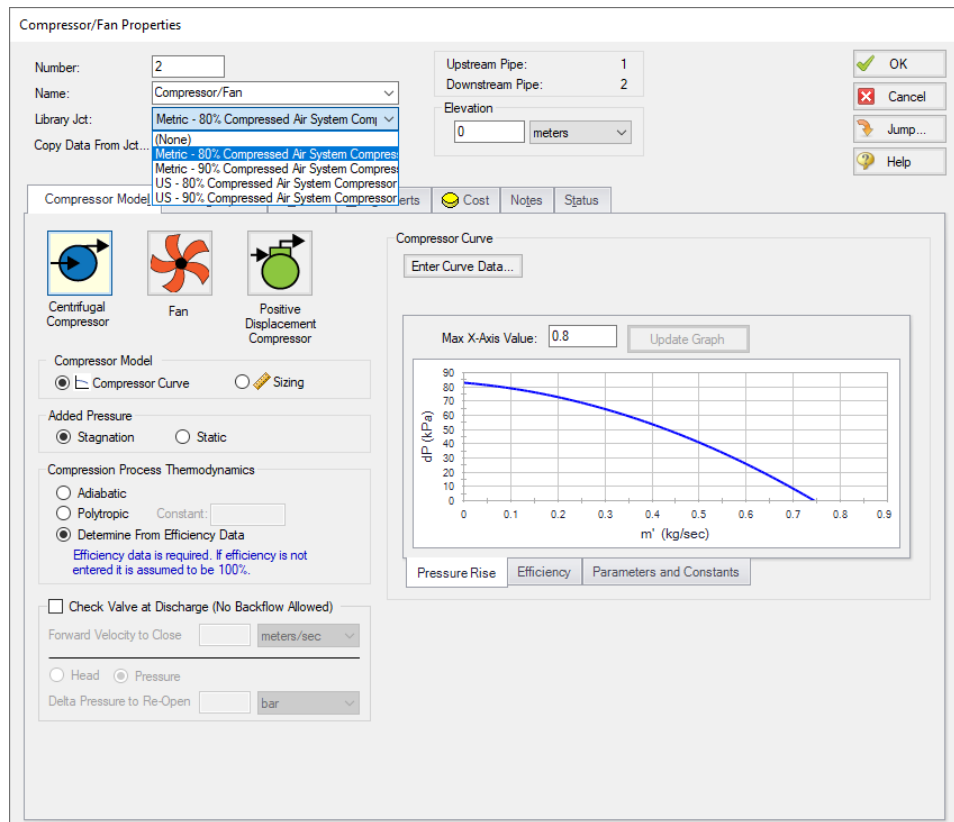 Compressor/Fan Properties
Number: 2
Name: Compressor/Fan
Library Jct: Metric - 80% Compressed Air System Comp
Copy Data From Jct...
(None)
Metric - 80% Compressed Air System Compress
Metric - 90% Compressed Air System Compress
US - 80% Compressed Air System Compressor
US - 90% Compressed Air System Compressor
Upstream Pipe: 1
Downstream Pipe: 2
Elevation
0 meters
OK
Cancel
Jump...
Help
Compressor Model
Cost
Notes
Status
Centrifugal
Compressor
Fan
Positive
Displacement
Compressor
Compressor Model
Compressor Curve
Sizing
Added Pressure
Stagnation
Static
Compression Process Thermodynamics
Adiabatic
Polytropic Constant:
Determine From Efficiency Data
Efficiency data is required. If efficiency is not
entered it is assumed to be 100%.
Check Valve at Discharge (No Backflow Allowed)
Forward Velocity to Close meters/sec
Head Pressure
Delta Pressure to Re-Open bar
Compressor Curve
Enter Curve Data...
Max X-Axis Value: 0.8 Update Graph
dP (kPa)
90
80
70
60
50
40
30
20
10
0
0 0.1 0.2 0.3 0.4 0.5 0.6 0.7 0.8 0.9
m' (kg/sec)
Pressure Rise
Efficiency
Parameters and Constants